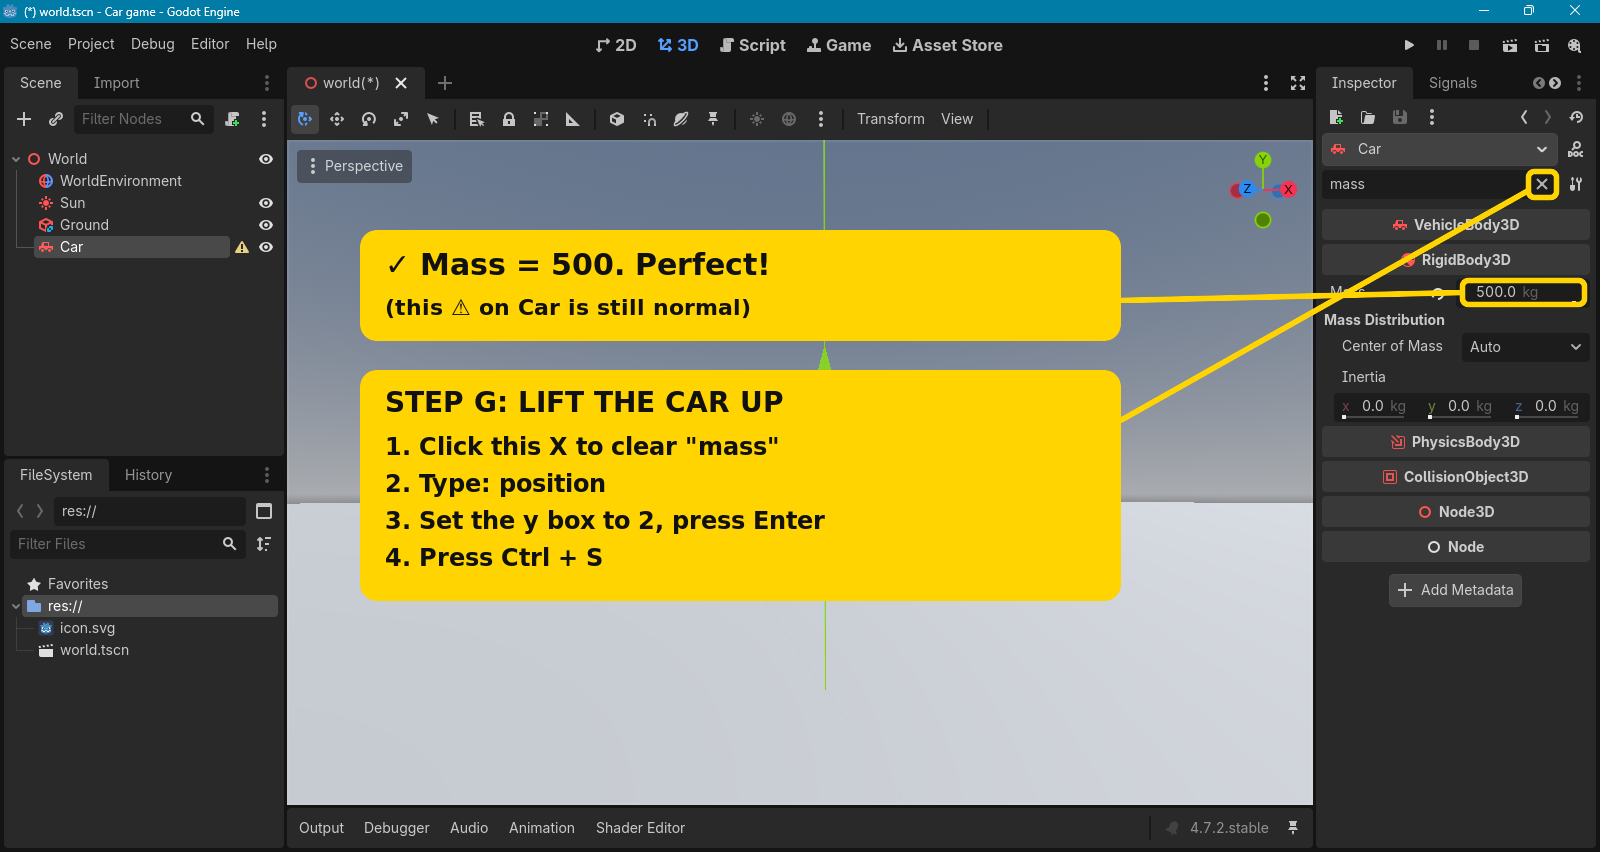 (*) world.tscn - Car game - Godot Engine
Scene Project Debug Editor Help
2D 3D Script Game Asset Store
Scene Import
Filter Nodes
World
WorldEnvironment
Sun
Ground
Car
FileSystem History
res://
Filter Files
Favorites
res://
icon.svg
world.tscn
world(*)
Transform View
Perspective
Y
Z X
✓ Mass = 500. Perfect!
(this ⚠ on Car is still normal)
STEP G: LIFT THE CAR UP
1. Click this X to clear "mass"
2. Type: position
3. Set the y box to 2, press Enter
4. Press Ctrl + S
Output Debugger Audio Animation Shader Editor
4.7.2.stable
Inspector Signals
Car
DOC
mass
VehicleBody3D
RigidBody3D
Mass 500.0 kg
Mass Distribution
Center of Mass Auto
Inertia
x 0.0 kg y 0.0 kg z 0.0 kg
PhysicsBody3D
CollisionObject3D
Node3D
Node
Add Metadata